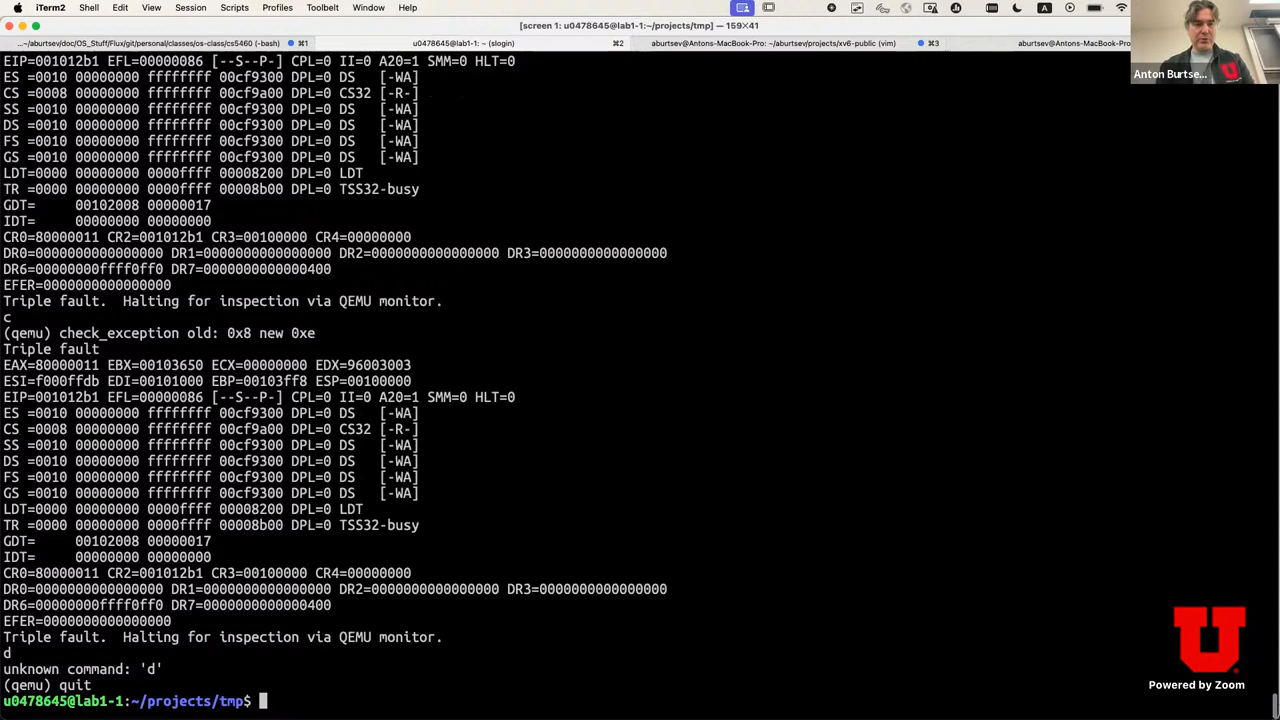 iTerm2 Shell Edit View Session Scripts Profiles Toolbelt Window Help
[screen 1: u0478645@lab1-1:~/projects/tmp] — 159×41
...~/aburtsev/doc/OS_Stuff/Flux/git/personal/classes/os-class/cs5460 (-bash) ⌘1 u0478645@lab1-1: ~ (slogin) ⌘2 aburtsev@Antons-MacBook-Pro: ~/aburtsev/projects/xv6-public (vim) ⌘3 aburtsev@Antons-MacBook-Pro: ~/aburtsev/proj
EIP=001012b1 EFL=00000086 [--S--P-] CPL=0 II=0 A20=1 SMM=0 HLT=0
ES =0010 00000000 ffffffff 00cf9300 DPL=0 DS   [-WA]
CS =0008 00000000 ffffffff 00cf9a00 DPL=0 CS32 [-R-]
SS =0010 00000000 ffffffff 00cf9300 DPL=0 DS   [-WA]
DS =0010 00000000 ffffffff 00cf9300 DPL=0 DS   [-WA]
FS =0010 00000000 ffffffff 00cf9300 DPL=0 DS   [-WA]
GS =0010 00000000 ffffffff 00cf9300 DPL=0 DS   [-WA]
LDT=0000 00000000 0000ffff 00008200 DPL=0 LDT
TR =0000 00000000 0000ffff 00008b00 DPL=0 TSS32-busy
GDT=     00102008 00000017
IDT=     00000000 00000000
CR0=80000011 CR2=001012b1 CR3=00100000 CR4=00000000
DR0=0000000000000000 DR1=0000000000000000 DR2=0000000000000000 DR3=0000000000000000
DR6=00000000ffff0ff0 DR7=0000000000000400
EFER=0000000000000000
Triple fault.  Halting for inspection via QEMU monitor.
c
(qemu) check_exception old: 0x8 new 0xe
Triple fault
EAX=80000011 EBX=00103650 ECX=00000000 EDX=96003003
ESI=f000ffdb EDI=00101000 EBP=00103ff8 ESP=00100000
EIP=001012b1 EFL=00000086 [--S--P-] CPL=0 II=0 A20=1 SMM=0 HLT=0
ES =0010 00000000 ffffffff 00cf9300 DPL=0 DS   [-WA]
CS =0008 00000000 ffffffff 00cf9a00 DPL=0 CS32 [-R-]
SS =0010 00000000 ffffffff 00cf9300 DPL=0 DS   [-WA]
DS =0010 00000000 ffffffff 00cf9300 DPL=0 DS   [-WA]
FS =0010 00000000 ffffffff 00cf9300 DPL=0 DS   [-WA]
GS =0010 00000000 ffffffff 00cf9300 DPL=0 DS   [-WA]
LDT=0000 00000000 0000ffff 00008200 DPL=0 LDT
TR =0000 00000000 0000ffff 00008b00 DPL=0 TSS32-busy
GDT=     00102008 00000017
IDT=     00000000 00000000
CR0=80000011 CR2=001012b1 CR3=00100000 CR4=00000000
DR0=0000000000000000 DR1=0000000000000000 DR2=0000000000000000 DR3=0000000000000000
DR6=00000000ffff0ff0 DR7=0000000000000400
EFER=0000000000000000
Triple fault.  Halting for inspection via QEMU monitor.
d
unknown command: 'd'
(qemu) quit
u0478645@lab1-1:~/projects/tmp$
Anton Burtse...
Powered by Zoom